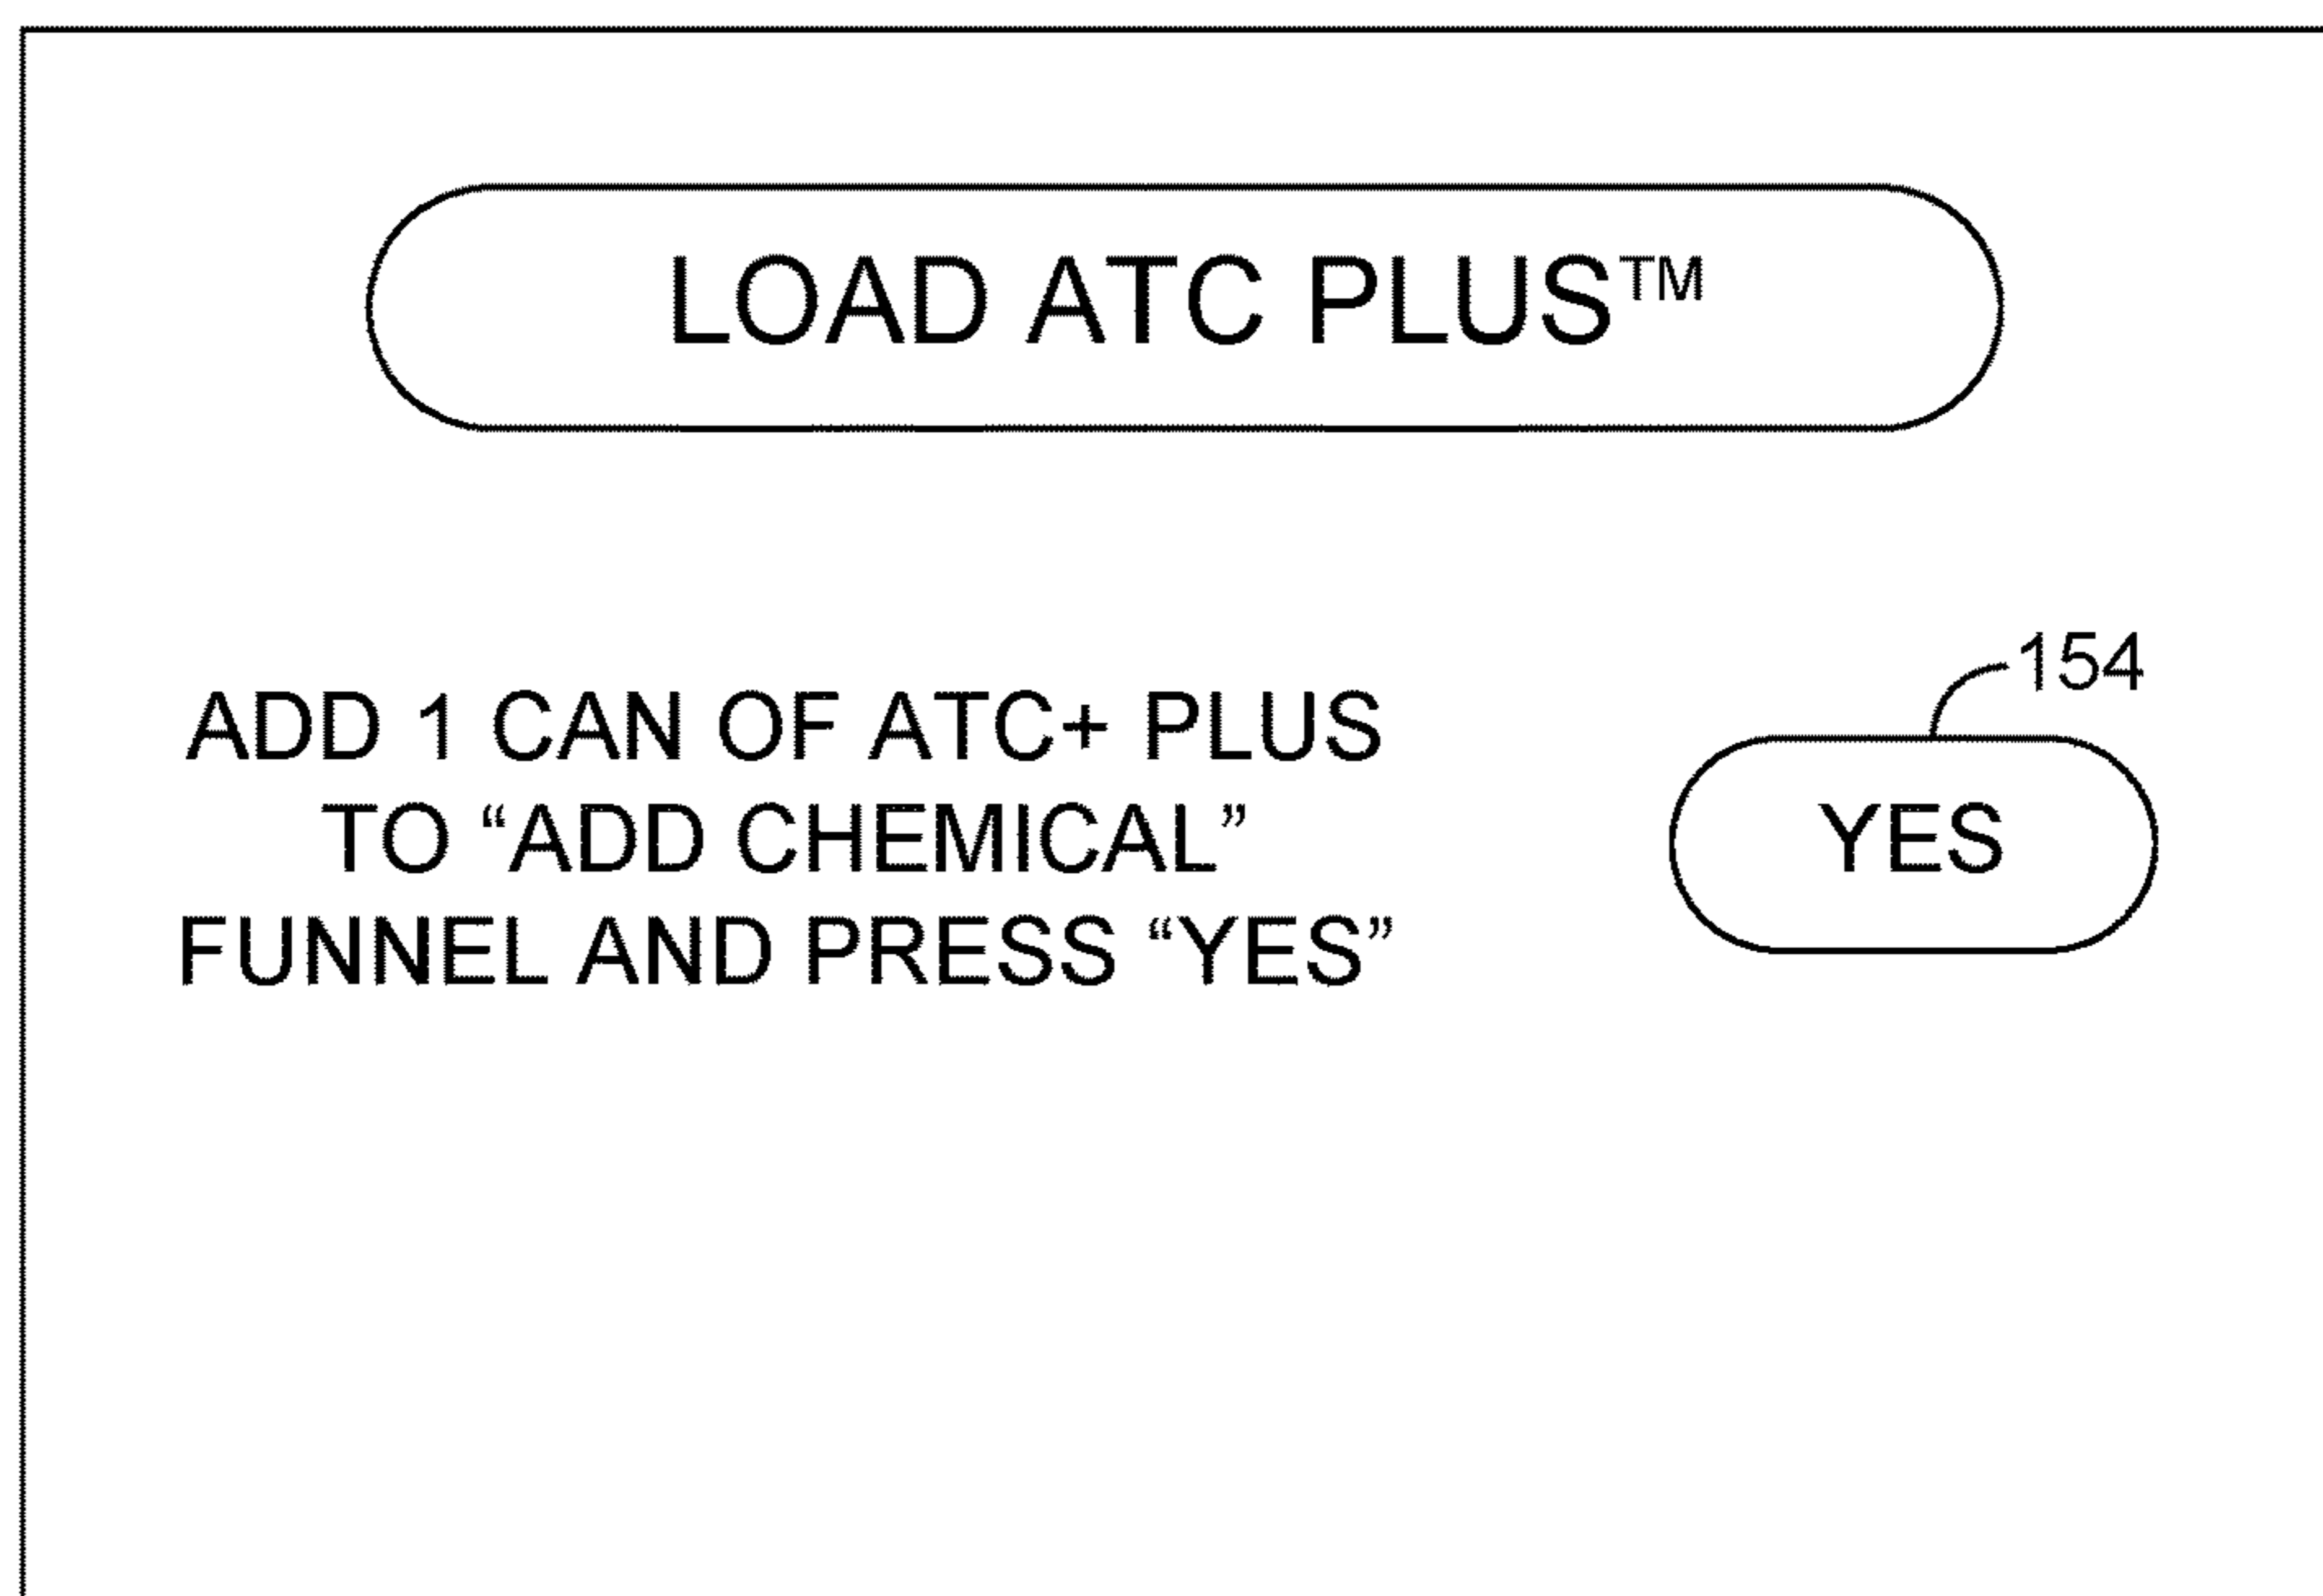 LOAD ATC PLUS™
154
ADD 1 CAN OF ATC+ PLUS
TO “ADD CHEMICAL”
FUNNEL AND PRESS “YES”
YES